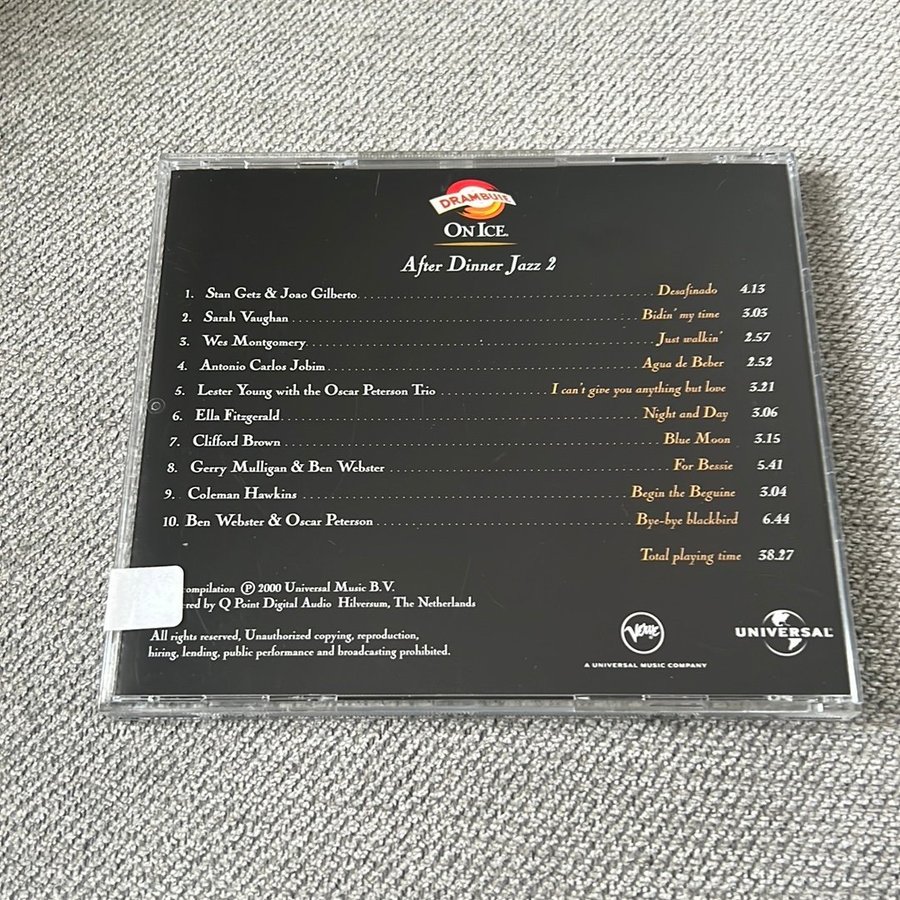 DRAMBUIE
ON ICE.
After Dinner Jazz 2
1. Stan Getz & Joao Gilberto Desafinado 4.13
2. Sarah Vaughan Bidin' my time 3.03
3. Wes Montgomery Just walkin' 2.57
4. Antonio Carlos Jobim Agua de Beber 2.52
5. Lester Young with the Oscar Peterson Trio I can't give you anything but love 3.21
6. Ella Fitzgerald Night and Day 3.06
7. Clifford Brown Blue Moon 3.15
8. Gerry Mulligan & Ben Webster For Bessie 5.41
9. Coleman Hawkins Begin the Beguine 3.04
10. Ben Webster & Oscar Peterson Bye-bye blackbird 6.44
Total playing time 38.27
compilation ℗ 2000 Universal Music B.V.
by Q Point Digital Audio Hilversum, The Netherlands
All rights reserved, Unauthorized copying, reproduction,
hiring, lending, public performance and broadcasting prohibited.
Verve
A UNIVERSAL MUSIC COMPANY
UNIVERSAL